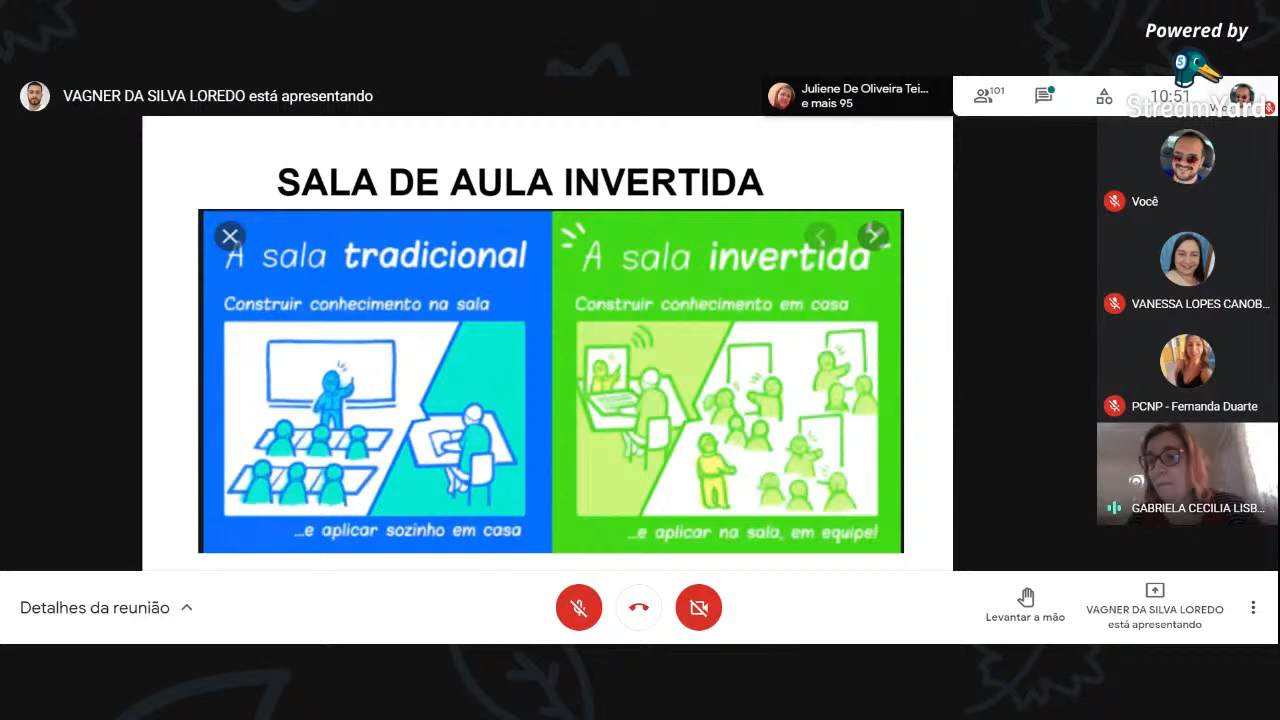 Powered by
StreamYard
VAGNER DA SILVA LOREDO está apresentando
Juliene De Oliveira Tei...
e mais 95
101
10:51
SALA DE AULA INVERTIDA
A sala tradicional
Construir conhecimento na sala
...e aplicar sozinho em casa
A sala invertida
Construir conhecimento em casa
...e aplicar na sala, em equipe!
Você
VANESSA LOPES CANOB...
PCNP - Fernanda Duarte
GABRIELA CECILIA LISB...
Detalhes da reunião
Levantar a mão
VAGNER DA SILVA LOREDO
está apresentando